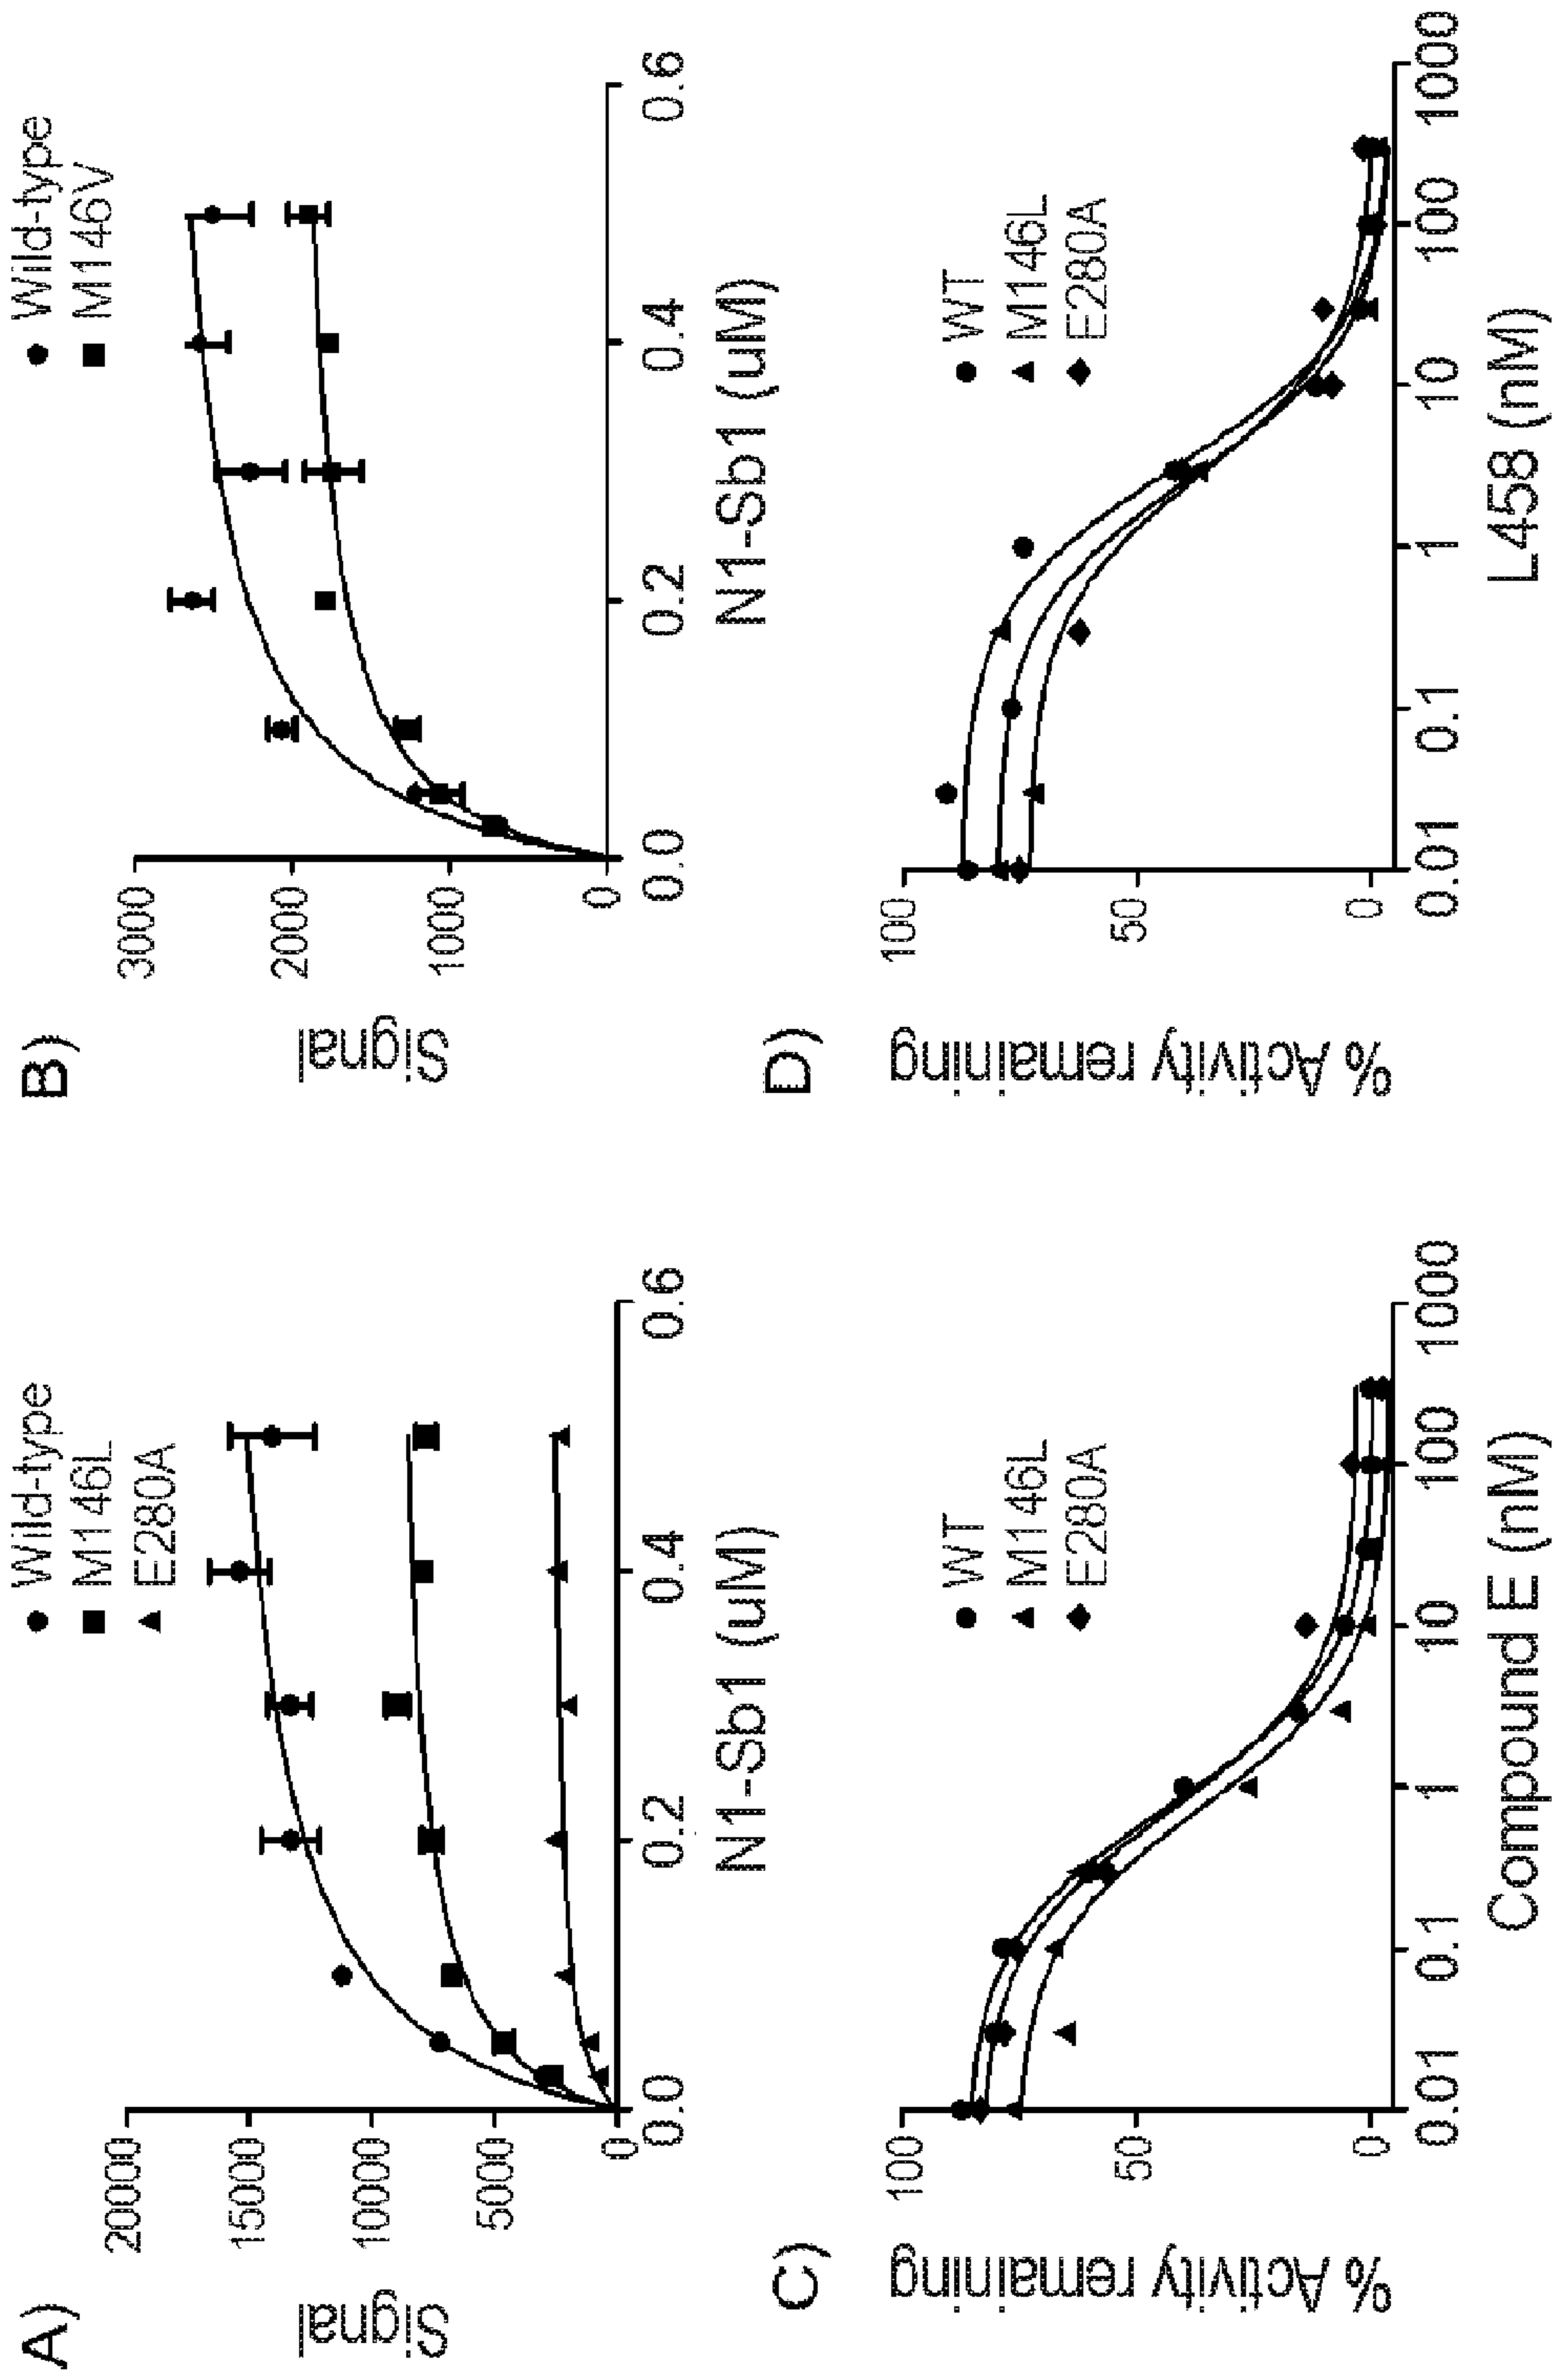 A)
Signal
20000
15000
10000
5000
0
0.0
0.2
0.4
0.6
N1-Sb1 (uM)
Wild-type
M146L
E280A
B)
Signal
3000
2000
1000
0
0.0
0.2
0.4
0.6
N1-Sb1 (uM)
Wild-type
M146V
C)
% Activity remaining
100
50
0
0.01
0.1
1
10
100
1000
Compound E (nM)
WT
M146L
E280A
D)
% Activity remaining
100
50
0
0.01
0.1
1
10
100
1000
L458 (nM)
WT
M146L
E280A